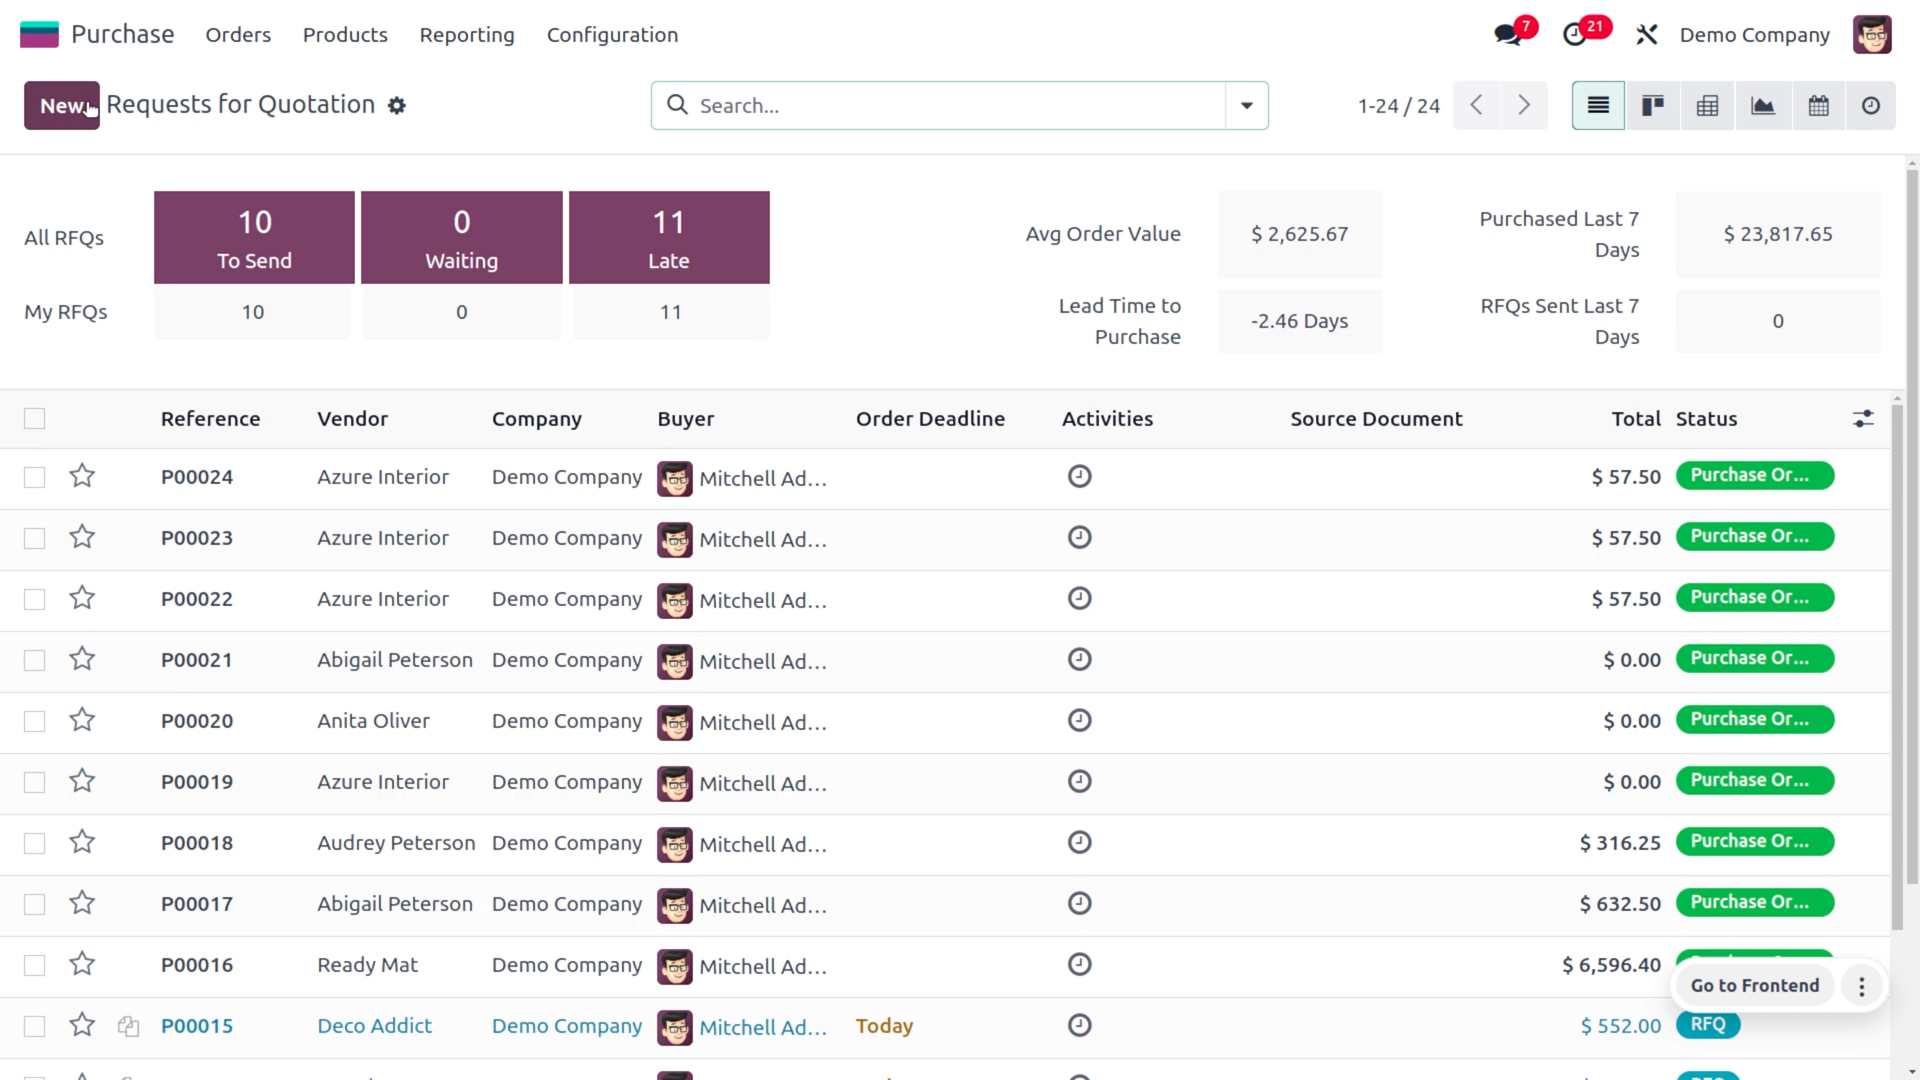 Purchase Orders Products Reporting Configuration 7 21 Demo Company
New Requests for Quotation Search... 1-24 / 24
All RFQs 10 To Send 0 Waiting 11 Late
My RFQs 10 0 11
Avg Order Value $ 2,625.67 Purchased Last 7 Days $ 23,817.65
Lead Time to Purchase -2.46 Days RFQs Sent Last 7 Days 0
Reference Vendor Company Buyer Order Deadline Activities Source Document Total Status
P00024 Azure Interior Demo Company Mitchell Ad... $ 57.50 Purchase Or...
P00023 Azure Interior Demo Company Mitchell Ad... $ 57.50 Purchase Or...
P00022 Azure Interior Demo Company Mitchell Ad... $ 57.50 Purchase Or...
P00021 Abigail Peterson Demo Company Mitchell Ad... $ 0.00 Purchase Or...
P00020 Anita Oliver Demo Company Mitchell Ad... $ 0.00 Purchase Or...
P00019 Azure Interior Demo Company Mitchell Ad... $ 0.00 Purchase Or...
P00018 Audrey Peterson Demo Company Mitchell Ad... $ 316.25 Purchase Or...
P00017 Abigail Peterson Demo Company Mitchell Ad... $ 632.50 Purchase Or...
P00016 Ready Mat Demo Company Mitchell Ad... $ 6,596.40
Go to Frontend
P00015 Deco Addict Demo Company Mitchell Ad... Today $ 552.00 RFQ